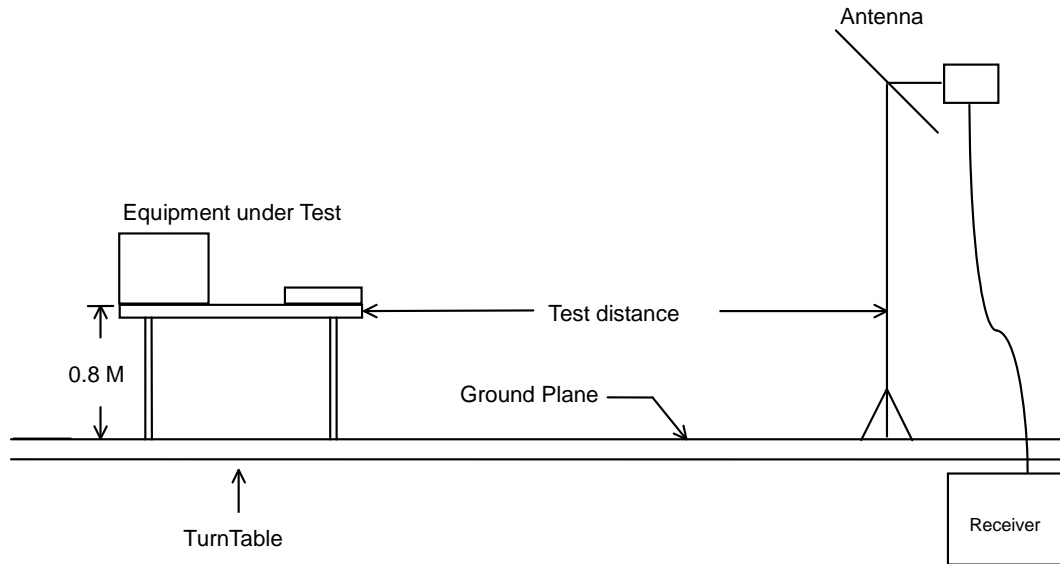 Antenna
Equipment under Test
Test distance
0.8 M
Ground Plane
Receiver
TurnTable